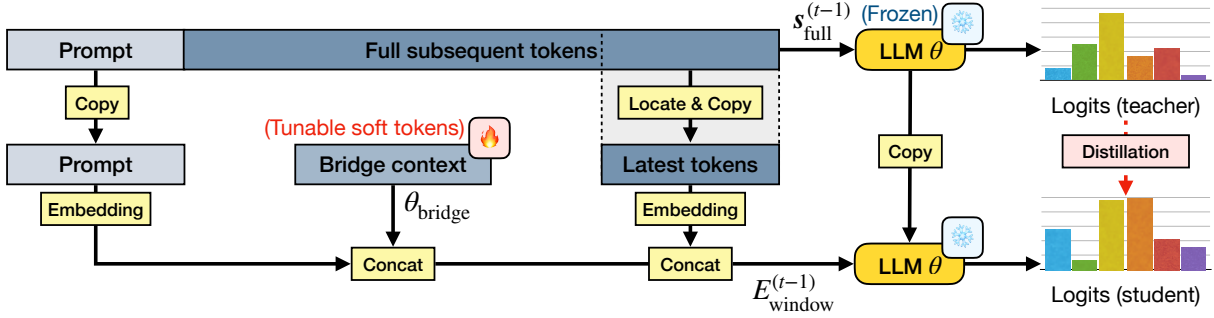 Prompt
Full subsequent tokens
s_full^(t−1)
(Frozen)
LLM θ
Copy
Locate & Copy
Logits (teacher)
(Tunable soft tokens)
Prompt
Bridge context
Latest tokens
Copy
Distillation
Embedding
θ_bridge
Embedding
Concat
Concat
LLM θ
E_window^(t−1)
Logits (student)